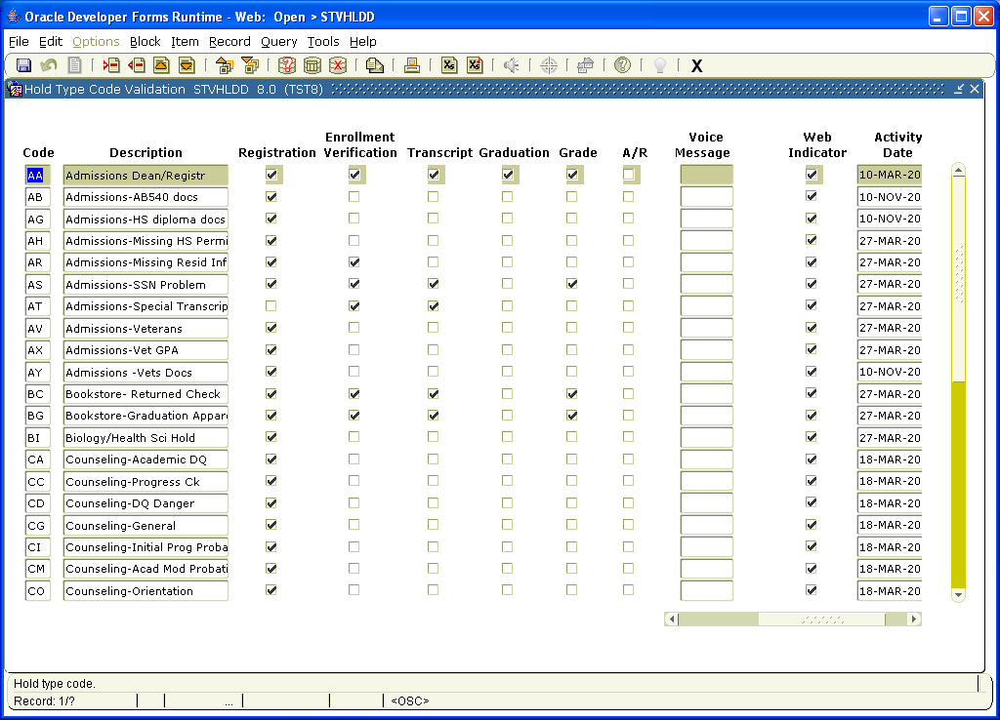 Oracle Developer Forms Runtime - Web: Open > STVHLDD
File Edit Options Block Item Record Query Tools Help
X
Hold Type Code Validation STVHLDD 8.0 (TST8)
Code Description Registration Enrollment Verification Transcript Graduation Grade A/R Voice Message Web Indicator Activity Date
AA Admissions Dean/Registr 10-MAR-20
AB Admissions-AB540 docs 10-NOV-20
AG Admissions-HS diploma docs 10-NOV-20
AH Admissions-Missing HS Permi 27-MAR-20
AR Admissions-Missing Resid Inf 27-MAR-20
AS Admissions-SSN Problem 27-MAR-20
AT Admissions-Special Transcrip 27-MAR-20
AV Admissions-Veterans 27-MAR-20
AX Admissions-Vet GPA 27-MAR-20
AY Admissions -Vets Docs 10-NOV-20
BC Bookstore- Returned Check 27-MAR-20
BG Bookstore-Graduation Appare 27-MAR-20
BI Biology/Health Sci Hold 27-MAR-20
CA Counseling-Academic DQ 18-MAR-20
CC Counseling-Progress Ck 18-MAR-20
CD Counseling-DQ Danger 18-MAR-20
CG Counseling-General 18-MAR-20
CI Counseling-Initial Prog Proba 18-MAR-20
CM Counseling-Acad Mod Probati 18-MAR-20
CO Counseling-Orientation 18-MAR-20
Hold type code.
Record: 1/? ... <OSC>